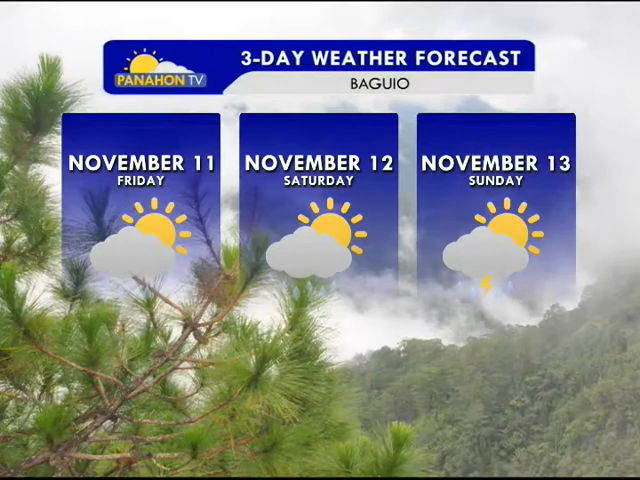 PANAHON TV
3-DAY WEATHER FORECAST
BAGUIO
NOVEMBER 11
FRIDAY
NOVEMBER 12
SATURDAY
NOVEMBER 13
SUNDAY